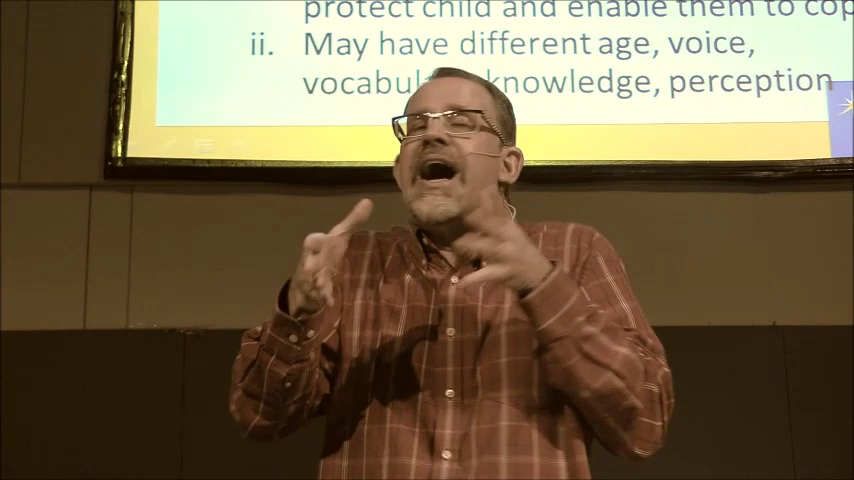 protect child and enable them to cop
ii. May have different age, voice,
vocabul knowledge, perception